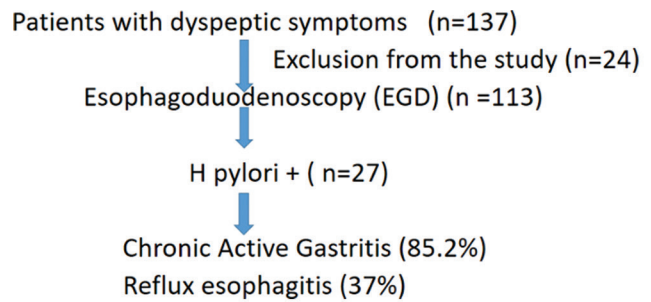 Patients with dyspeptic symptoms (n=137)
Exclusion from the study (n=24)
Esophagoduodenoscopy (EGD) (n =113)
H pylori + ( n=27)
Chronic Active Gastritis (85.2%)
Reflux esophagitis (37%)